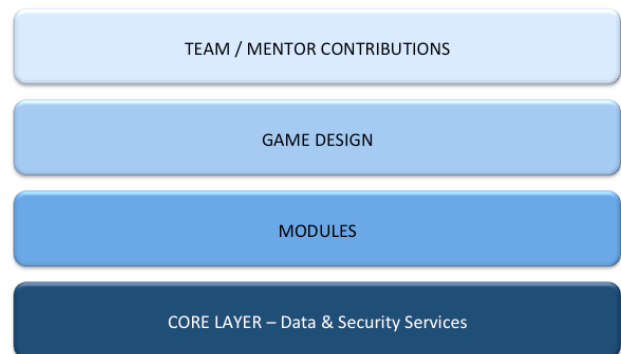 TEAM / MENTOR CONTRIBUTIONS
GAME DESIGN
MODULES
CORE LAYER – Data & Security Services